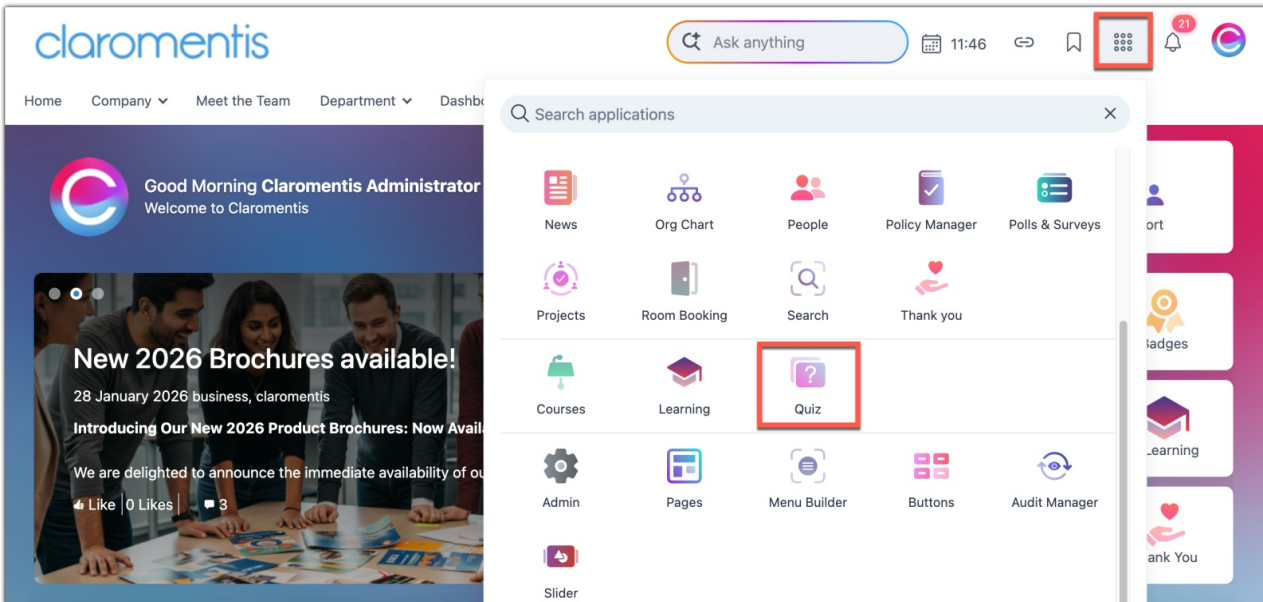 claromentis
Ask anything
11:46
21
Home Company Meet the Team Department Dashbo
Search applications
Good Morning Claromentis Administrator
Welcome to Claromentis
News Org Chart People Policy Manager Polls & Surveys
ort
Projects Room Booking Search Thank you
adges
New 2026 Brochures available!
28 January 2026 business, claromentis
Introducing Our New 2026 Product Brochures: Now Avail
We are delighted to announce the immediate availability of ou
Like 0 Likes 3
Courses Learning Quiz
earning
Admin Pages Menu Builder Buttons Audit Manager
ank You
Slider